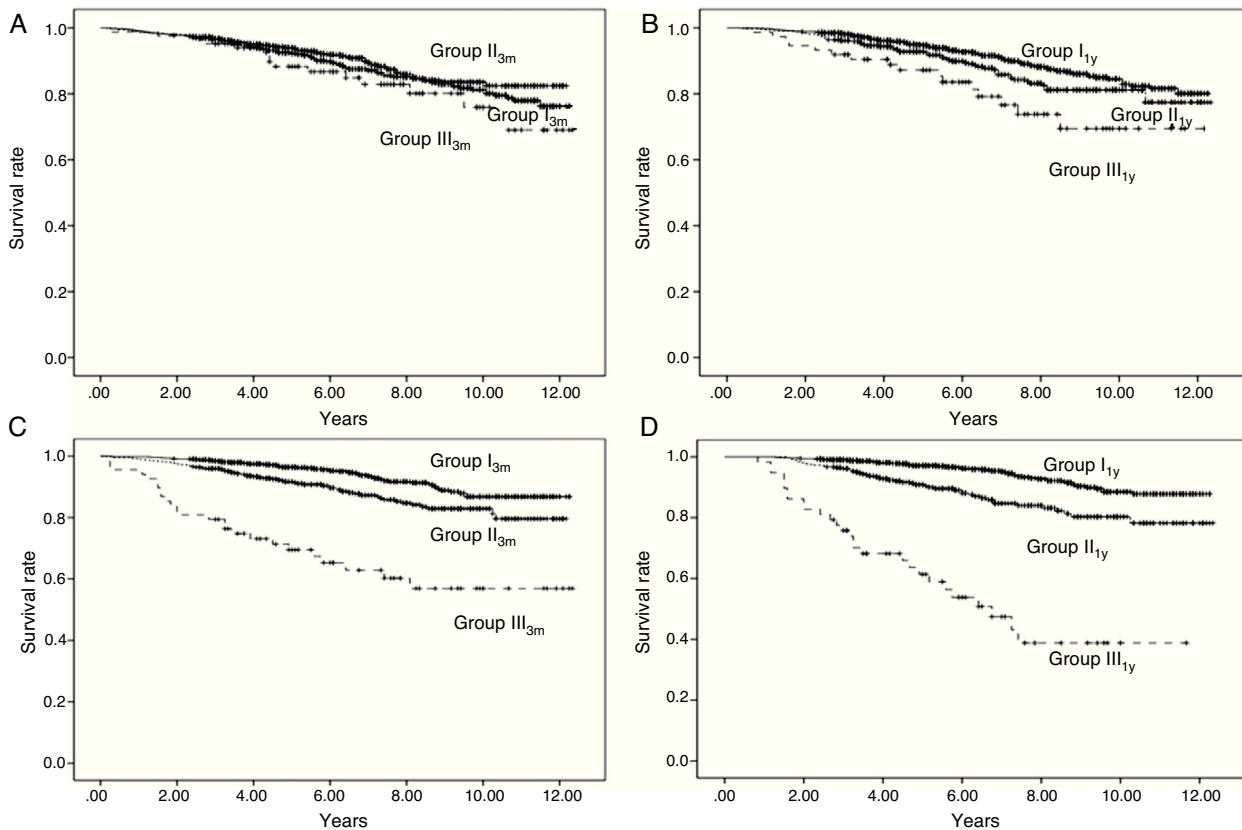 A
Survival rate
1.0
0.8
0.6
0.4
0.2
0.0
Group II3m
Group I3m
Group III3m
.00 2.00 4.00 6.00 8.00 10.00 12.00
Years
B
Survival rate
1.0
0.8
0.6
0.4
0.2
0.0
Group I1y
Group II1y
Group III1y
.00 2.00 4.00 6.00 8.00 10.00 12.00
Years
C
Survival rate
1.0
0.8
0.6
0.4
0.2
0.0
Group I3m
Group II3m
Group III3m
.00 2.00 4.00 6.00 8.00 10.00 12.00
Years
D
Survival rate
1.0
0.8
0.6
0.4
0.2
0.0
Group I1y
Group II1y
Group III1y
.00 2.00 4.00 6.00 8.00 10.00 12.00
Years